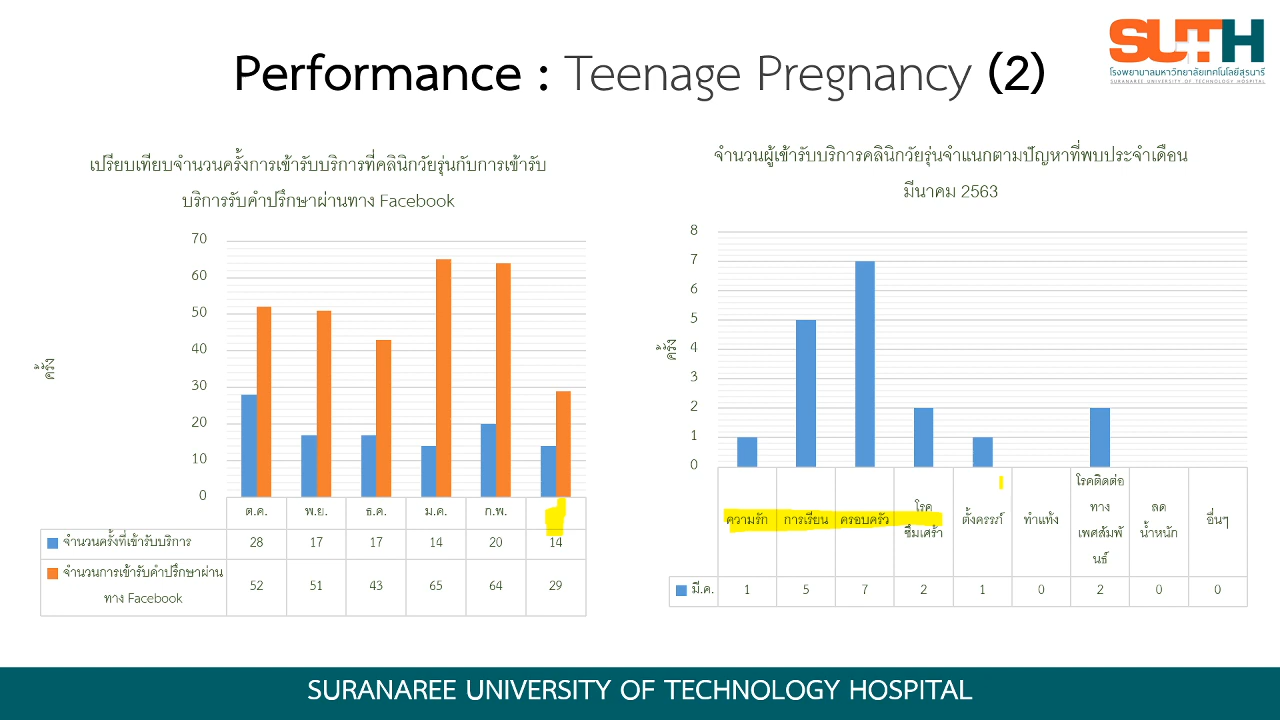 SUTH
โรงพยาบาลมหาวิทยาลัยเทคโนโลยีสุรนารี
SURANAREE UNIVERSITY OF TECHNOLOGY HOSPITAL
Performance : Teenage Pregnancy (2)
เปรียบเทียบจำนวนครั้งการเข้ารับบริการที่คลินิกวัยรุ่นกับการเข้ารับ
บริการรับคำปรึกษาผ่านทาง Facebook
70
60
50
40
30
20
10
0
ครั้ง
ต.ค. พ.ย. ธ.ค. ม.ค. ก.พ.
จำนวนครั้งที่เข้ารับบริการ 28 17 17 14 20 14
จำนวนการเข้ารับคำปรึกษาผ่าน
ทาง Facebook 52 51 43 65 64 29
จำนวนผู้เข้ารับบริการคลินิกวัยรุ่นจำแนกตามปัญหาที่พบประจำเดือน
มีนาคม 2563
8
7
6
5
4
3
2
1
0
ครั้ง
ความรัก
การเรียน
ครอบครัว
โรค
ซึมเศร้า
ตั้งครรภ์
ทำแท้ง
โรคติดต่อ
ทาง
เพศสัมพั
นธ์
ลด
น้ำหนัก
อื่นๆ
มี.ค. 1 5 7 2 1 0 2 0 0
SURANAREE UNIVERSITY OF TECHNOLOGY HOSPITAL